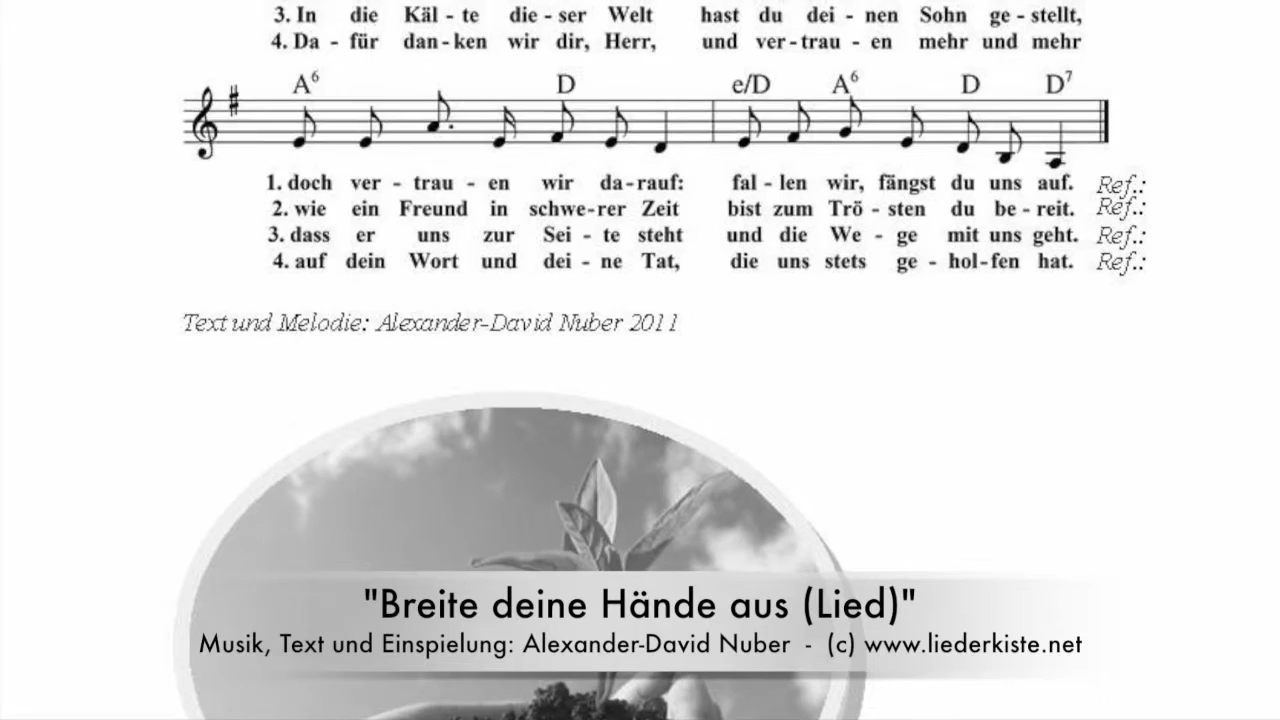 3. In die Käl - te die - ser Welt hast du dei - nen Sohn ge - stellt,
4. Da - für dan - ken wir dir, Herr, und ver - trau - en mehr und mehr
A6 D e/D A6 D D7
1. doch ver - trau - en wir da - rauf: fal - len wir, fängst du uns auf. Ref.:
2. wie ein Freund in schwe - rer Zeit bist zum Trö - sten du be - reit. Ref.:
3. dass er uns zur Sei - te steht und die We - ge mit uns geht. Ref.:
4. auf dein Wort und dei - ne Tat, die uns stets ge - hol - fen hat. Ref.:
Text und Melodie: Alexander-David Nuber 2011
"Breite deine Hände aus (Lied)"
Musik, Text und Einspielung: Alexander-David Nuber - (c) www.liederkiste.net